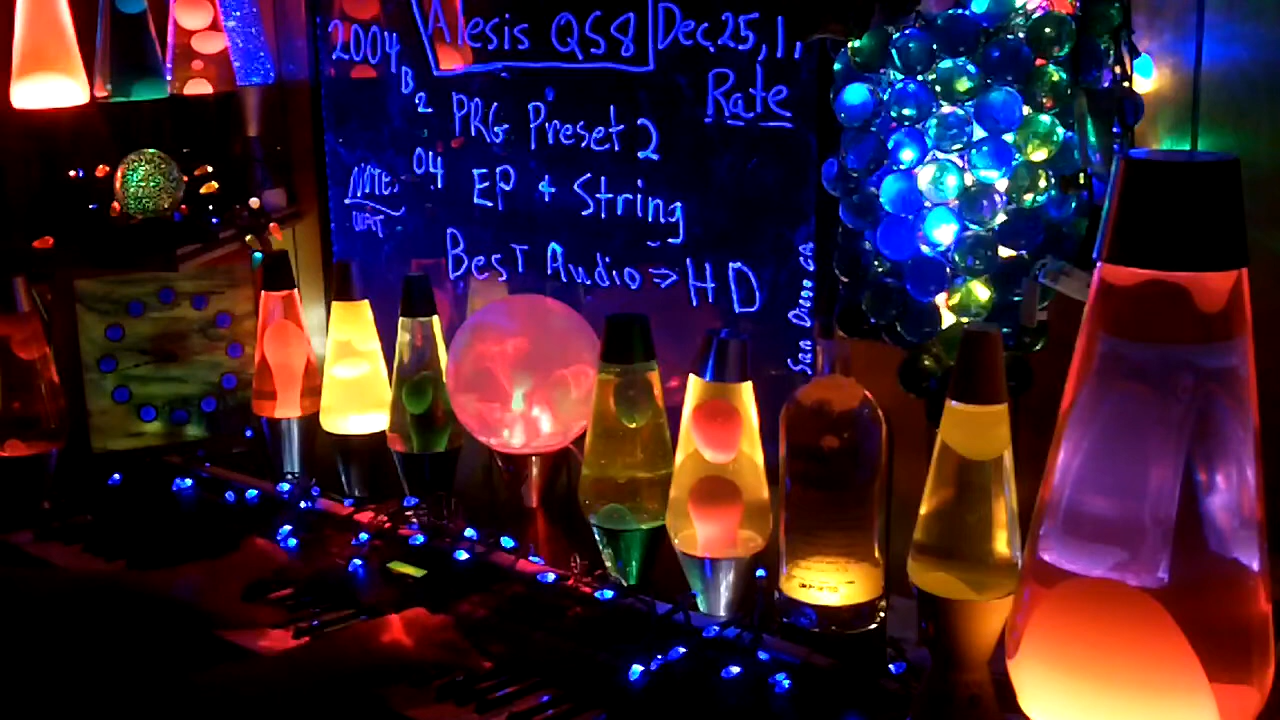 2004 Alesis QS8 Dec. 25, 1,
Rate
B
2 PRG Preset 2
04 EP + String
NOTE,
WAT
Best Audio => HD
San Diego CA